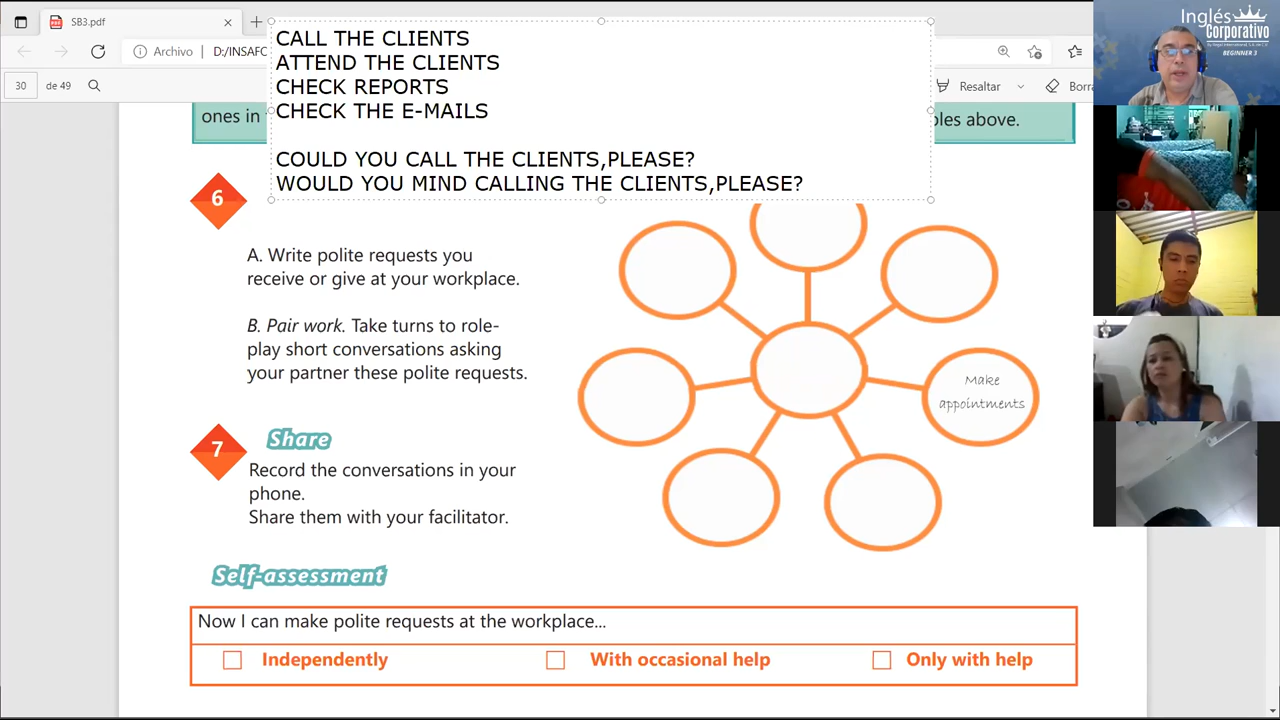 SB3.pdf
Archivo
D:/INSAFC
30
de 49
Resaltar
Borra
CALL THE CLIENTS
ATTEND THE CLIENTS
CHECK REPORTS
CHECK THE E-MAILS
COULD YOU CALL THE CLIENTS,PLEASE?
WOULD YOU MIND CALLING THE CLIENTS,PLEASE?
ones in
bles above.
6
A. Write polite requests you
receive or give at your workplace.
B. Pair work. Take turns to role-
play short conversations asking
your partner these polite requests.
Make
appointments
7
Share
Record the conversations in your
phone.
Share them with your facilitator.
Self-assessment
Now I can make polite requests at the workplace...
Independently
With occasional help
Only with help
Inglés
Corporativo
BEGINNER 3